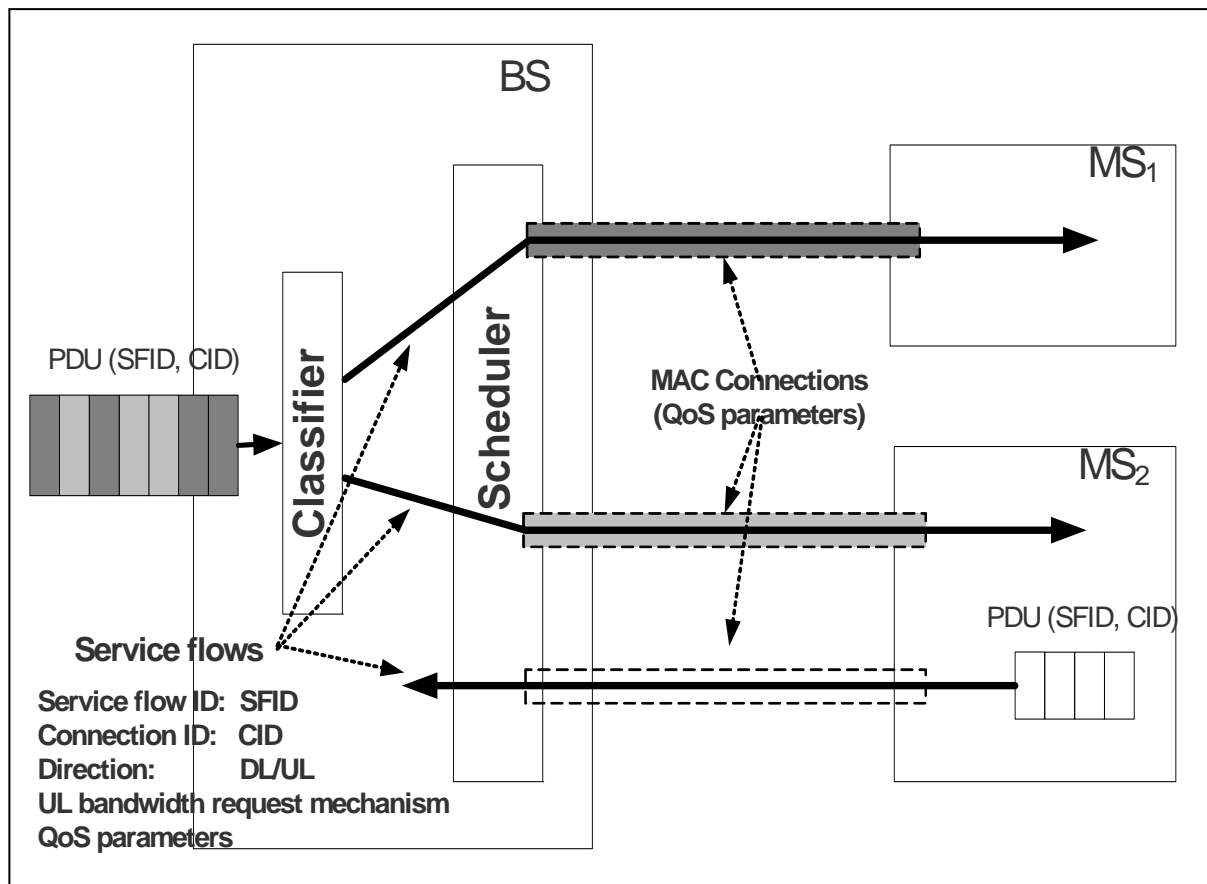 BS
MS1
PDU (SFID, CID)
Classifier
Scheduler
MAC Connections
(QoS parameters)
MS2
PDU (SFID, CID)
Service flows
Service flow ID: SFID
Connection ID: CID
Direction: DL/UL
UL bandwidth request mechanism
QoS parameters